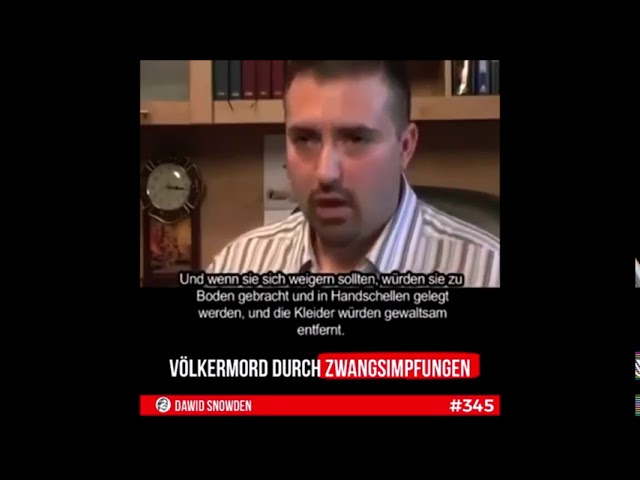 Und wenn sie sich weigern sollten, würden sie zu
Boden gebracht und in Handschellen gelegt
werden, und die Kleider würden gewaltsam
entfernt.
VÖLKERMORD DURCH ZWANGSIMPFUNGEN
DAWID SNOWDEN #345